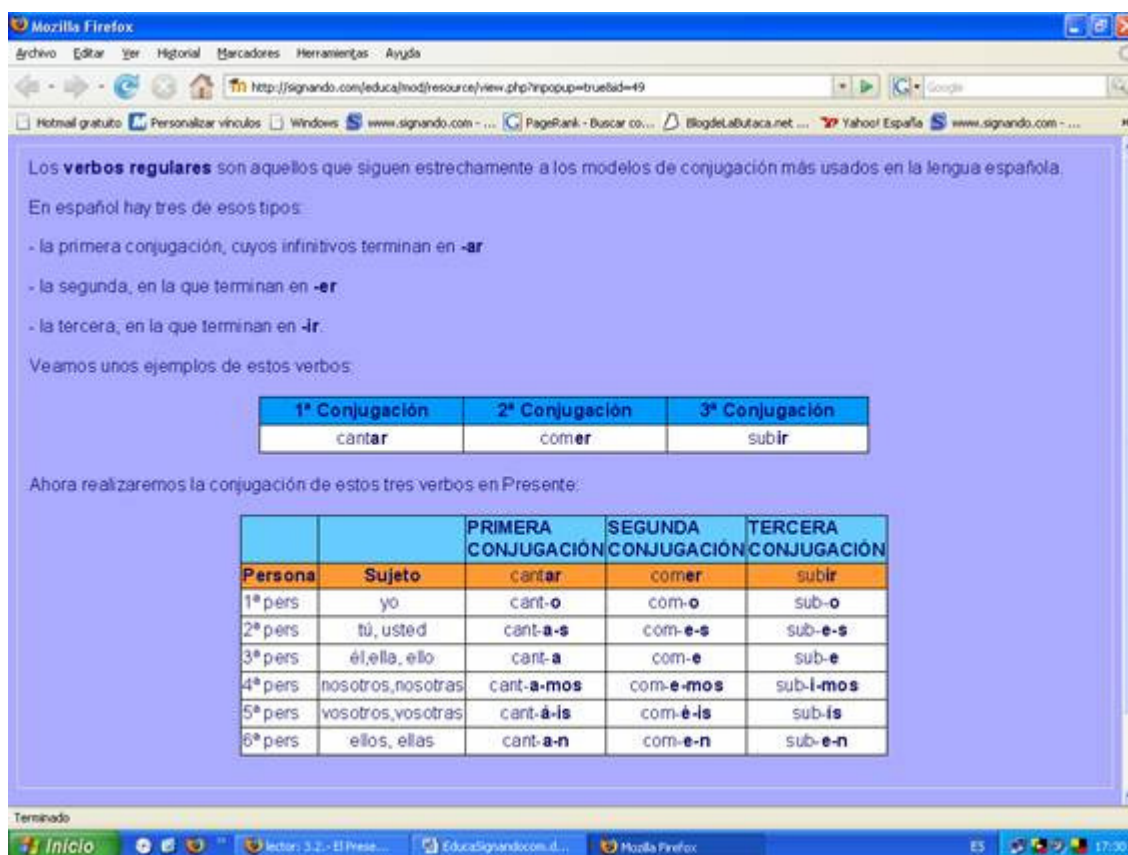 Mozilla Firefox
Archivo Editar Ver Historial Marcadores Herramientas Ayuda
http://signando.com/educa/mod/resource/view.php?inpopup=true&id=49 Google
Hotmail gratuito Personalizar vínculos Windows www.signando.com - ... PageRank - Buscar co... BlogdeLaButaca.net ... Yahoo! España www.signando.com - ...
Los verbos regulares son aquellos que siguen estrechamente a los modelos de conjugación más usados en la lengua española.
En español hay tres de esos tipos:
- la primera conjugación, cuyos infinitivos terminan en -ar
- la segunda, en la que terminan en -er
- la tercera, en la que terminan en -ir.
Veamos unos ejemplos de estos verbos:
1ª Conjugación 2ª Conjugación 3ª Conjugación
cantar comer subir
Ahora realizaremos la conjugación de estos tres verbos en Presente:
PRIMERA CONJUGACIÓN SEGUNDA CONJUGACIÓN TERCERA CONJUGACIÓN
Persona Sujeto cantar comer subir
1ª pers yo cant-o com-o sub-o
2ª pers tú, usted cant-a-s com-e-s sub-e-s
3ª pers él,ella, ello cant-a com-e sub-e
4ª pers nosotros,nosotras cant-a-mos com-e-mos sub-i-mos
5ª pers vosotros,vosotras cant-á-is com-é-is sub-ís
6ª pers ellos, ellas cant-a-n com-e-n sub-e-n
Terminado
Inicio lector: 3.2.- El Prese... EducaSignandocom.d... Mozilla Firefox ES 17:30